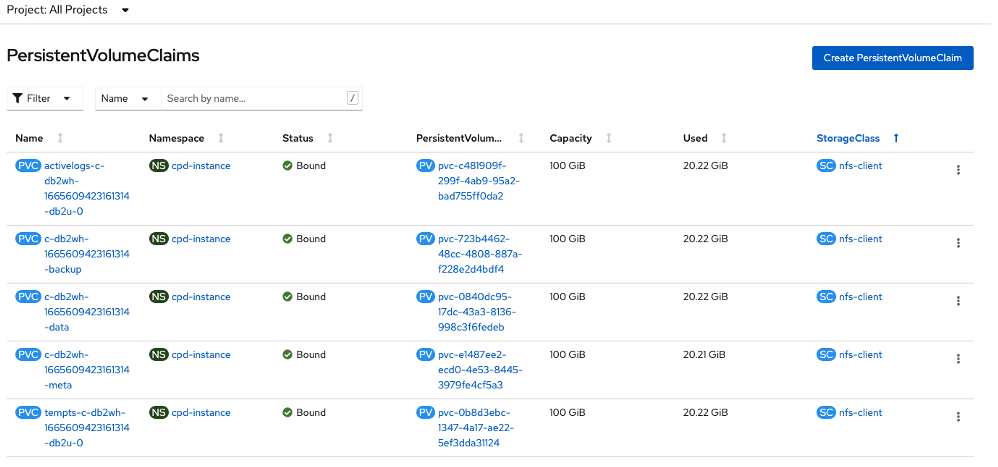 Project: All Projects
PersistentVolumeClaims
Create PersistentVolumeClaim
Filter Name Search by name... /
Name Namespace Status PersistentVolum... Capacity Used StorageClass
PVC activelogs-c- NS cpd-instance Bound PV pvc-c481909f- 100 GiB 20.22 GiB SC nfs-client
db2wh- 299f-4ab9-95a2-
1665609423161314 bad755ff0da2
-db2u-0
PVC c-db2wh- NS cpd-instance Bound PV pvc-723b4462- 100 GiB 20.22 GiB SC nfs-client
1665609423161314 48cc-4808-887a-
-backup f228e2d4bdf4
PVC c-db2wh- NS cpd-instance Bound PV pvc-0840dc95- 100 GiB 20.22 GiB SC nfs-client
1665609423161314 17dc-43a3-8136-
-data 998c3f6fedeb
PVC c-db2wh- NS cpd-instance Bound PV pvc-e1487ee2- 100 GiB 20.21 GiB SC nfs-client
1665609423161314 ecd0-4e53-8445-
-meta 3979fe4cf5a3
PVC tempts-c-db2wh- NS cpd-instance Bound PV pvc-0b8d3ebc- 100 GiB 20.22 GiB SC nfs-client
1665609423161314 1347-4a17-ae22-
-db2u-0 5ef3dda31124